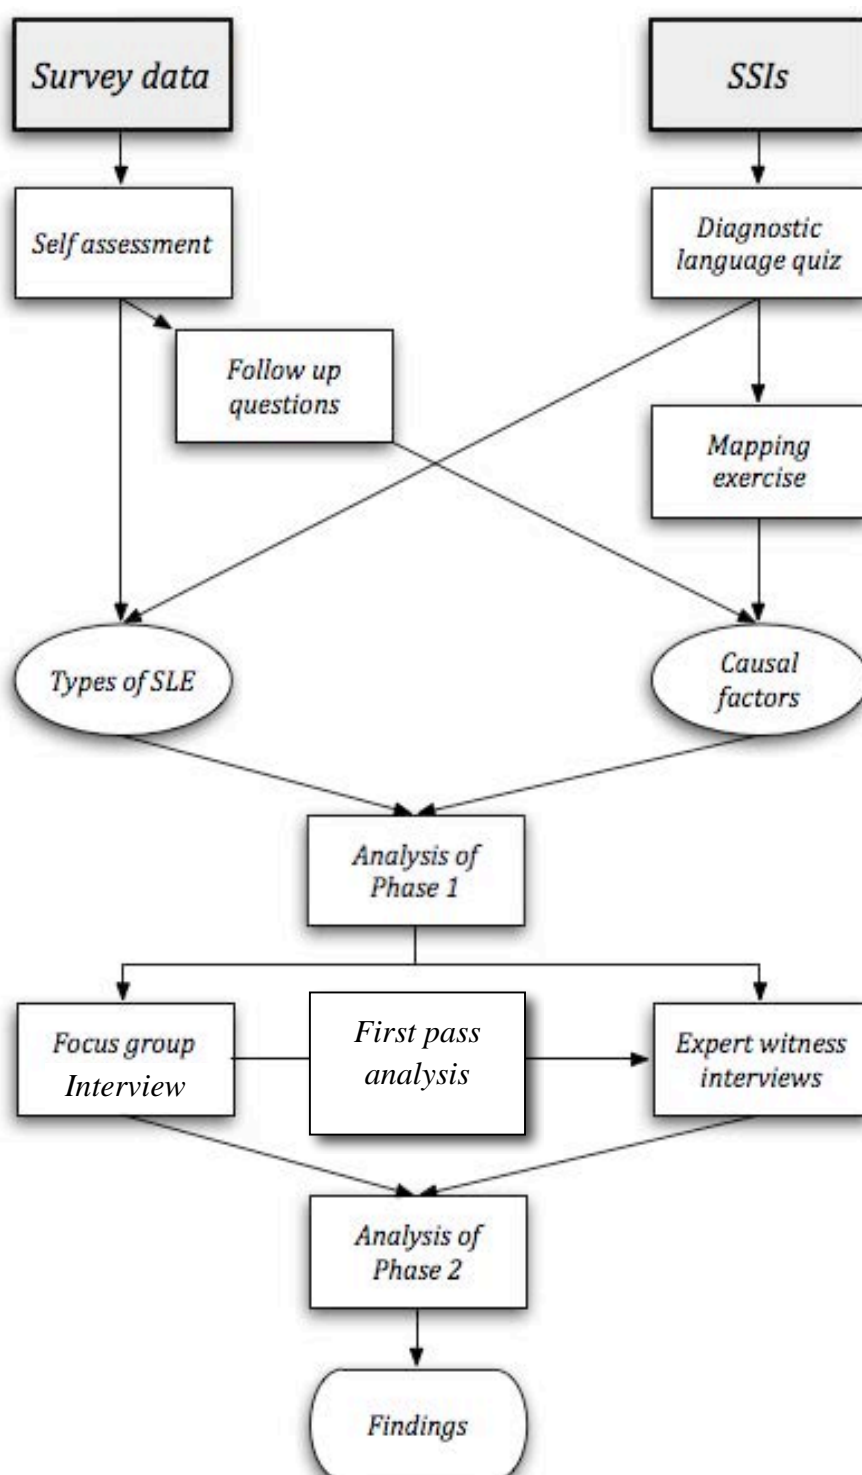 Survey data
SSIs
Self assessment
Diagnostic
language quiz
Follow up
questions
Mapping
exercise
Types of SLE
Causal
factors
Analysis of
Phase 1
Focus group
Interview
First pass
analysis
Expert witness
interviews
Analysis of
Phase 2
Findings